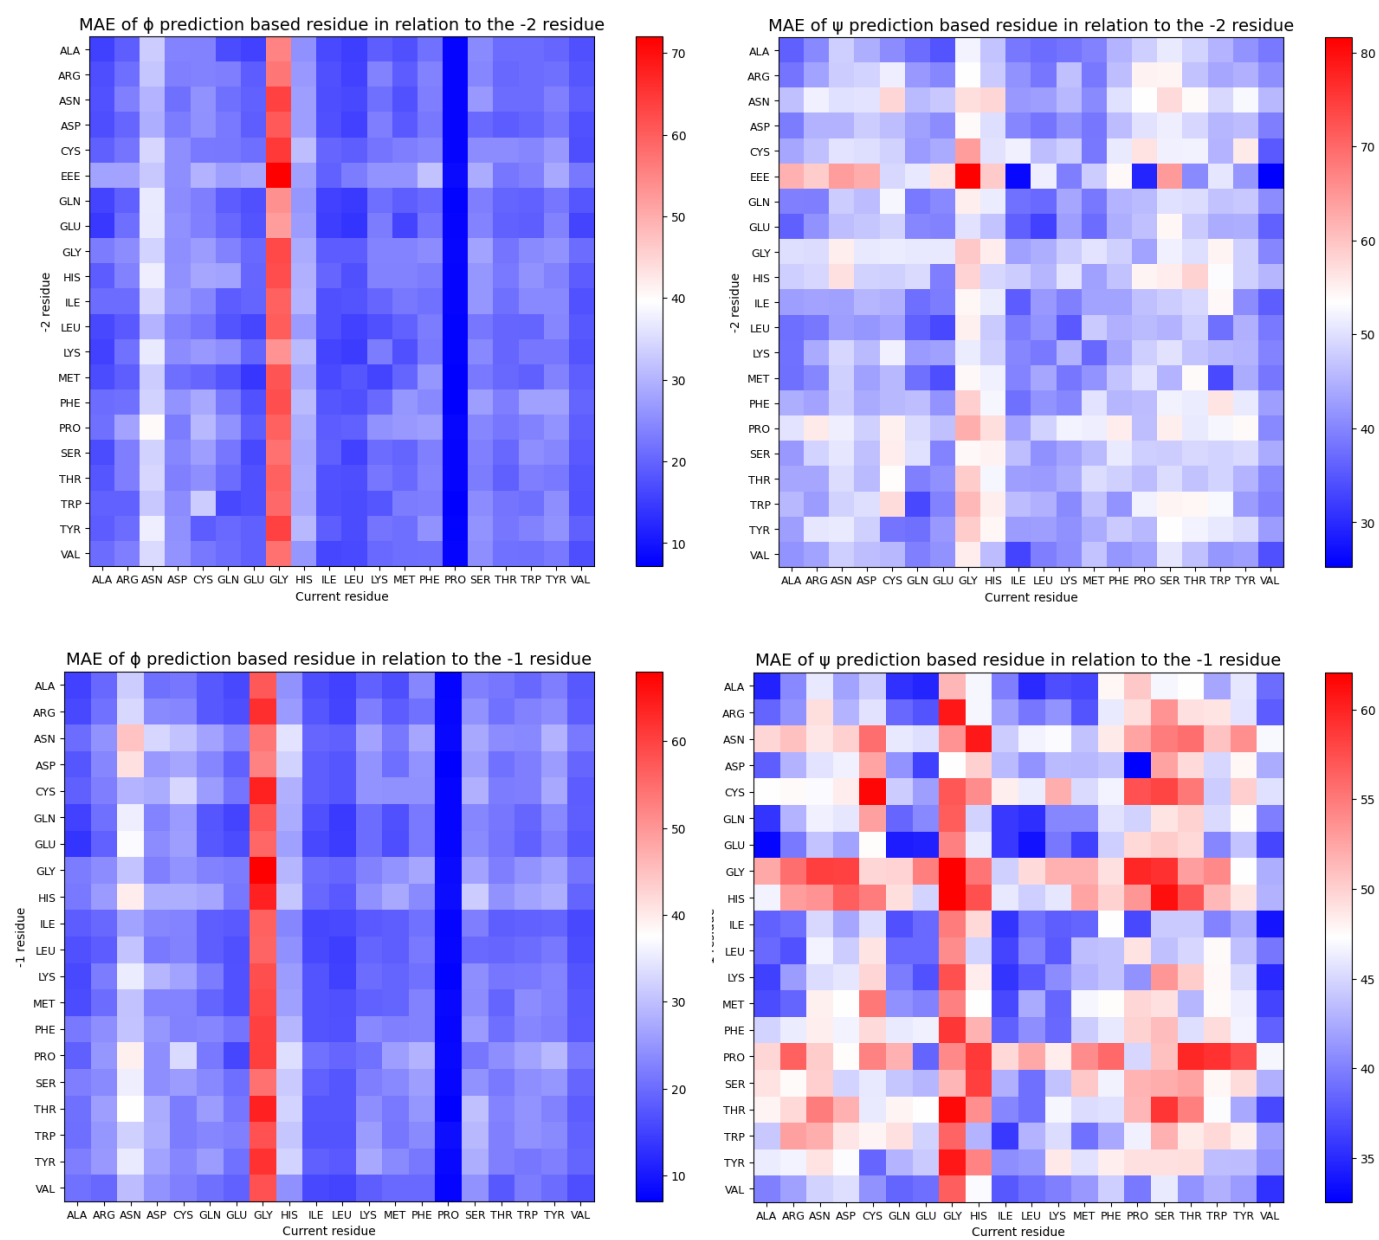 MAE of ϕ prediction based residue in relation to the -2 residue
ALA
ARG
ASN
ASP
CYS
EEE
GLN
GLU
GLY
HIS
ILE
LEU
LYS
MET
PHE
PRO
SER
THR
TRP
TYR
VAL
-2 residue
ALA ARG ASN ASP CYS GLN GLU GLY HIS ILE LEU LYS MET PHE PRO SER THR TRP TYR VAL
Current residue
70
60
50
40
30
20
10
MAE of ψ prediction based residue in relation to the -2 residue
ALA
ARG
ASN
ASP
CYS
EEE
GLN
GLU
GLY
HIS
ILE
LEU
LYS
MET
PHE
PRO
SER
THR
TRP
TYR
VAL
-2 residue
ALA ARG ASN ASP CYS GLN GLU GLY HIS ILE LEU LYS MET PHE PRO SER THR TRP TYR VAL
Current residue
80
70
60
50
40
30
MAE of ϕ prediction based residue in relation to the -1 residue
ALA
ARG
ASN
ASP
CYS
GLN
GLU
GLY
HIS
ILE
LEU
LYS
MET
PHE
PRO
SER
THR
TRP
TYR
VAL
-1 residue
ALA ARG ASN ASP CYS GLN GLU GLY HIS ILE LEU LYS MET PHE PRO SER THR TRP TYR VAL
Current residue
60
50
40
30
20
10
MAE of ψ prediction based residue in relation to the -1 residue
ALA
ARG
ASN
ASP
CYS
GLN
GLU
GLY
HIS
ILE
LEU
LYS
MET
PHE
PRO
SER
THR
TRP
TYR
VAL
ALA ARG ASN ASP CYS GLN GLU GLY HIS ILE LEU LYS MET PHE PRO SER THR TRP TYR VAL
Current residue
60
55
50
45
40
35